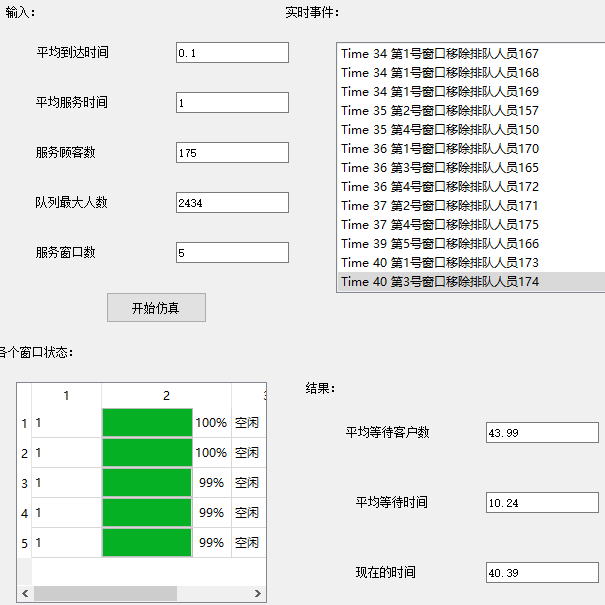 输入:
平均到达时间 0.1
平均服务时间 1
服务顾客数 175
队列最大人数 2434
服务窗口数 5
开始仿真
实时事件:
Time 34 第1号窗口移除排队人员167
Time 34 第1号窗口移除排队人员168
Time 34 第1号窗口移除排队人员169
Time 35 第2号窗口移除排队人员157
Time 35 第4号窗口移除排队人员150
Time 36 第1号窗口移除排队人员170
Time 36 第3号窗口移除排队人员165
Time 36 第4号窗口移除排队人员172
Time 37 第2号窗口移除排队人员171
Time 37 第4号窗口移除排队人员175
Time 39 第5号窗口移除排队人员166
Time 40 第1号窗口移除排队人员173
Time 40 第3号窗口移除排队人员174
各个窗口状态:
1 2
1 1 100% 空闲
2 1 100% 空闲
3 1 99% 空闲
4 1 99% 空闲
5 1 99% 空闲
结果:
平均等待客户数 43.99
平均等待时间 10.24
现在的时间 40.39